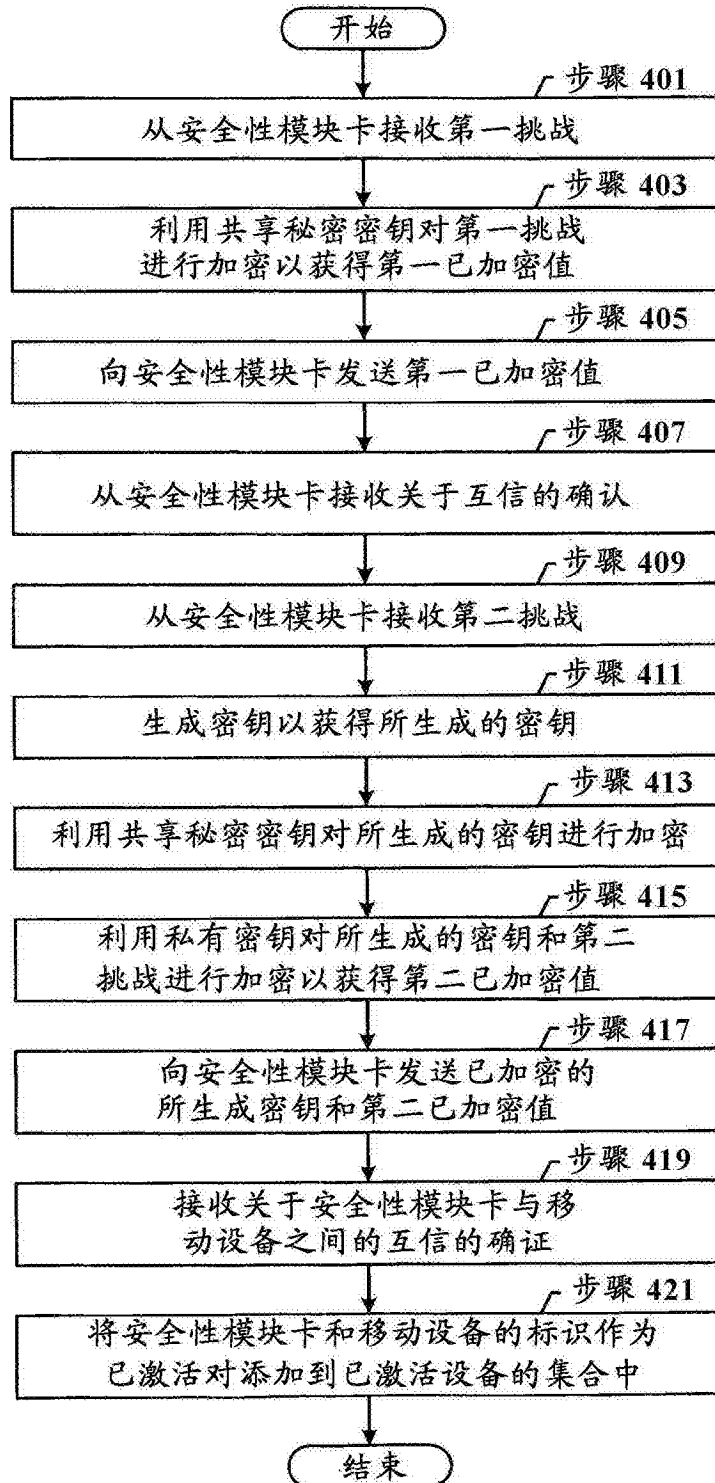 开始
步骤 401
从安全性模块卡接收第一挑战
步骤 403
利用共享秘密密钥对第一挑战
进行加密以获得第一已加密值
步骤 405
向安全性模块卡发送第一已加密值
步骤 407
从安全性模块卡接收关于互信的确认
步骤 409
从安全性模块卡接收第二挑战
步骤 411
生成密钥以获得所生成的密钥
步骤 413
利用共享秘密密钥对所生成的密钥进行加密
步骤 415
利用私有密钥对所生成的密钥和第二
挑战进行加密以获得第二已加密值
步骤 417
向安全性模块卡发送已加密的
所生成密钥和第二已加密值
步骤 419
接收关于安全性模块卡与移
动设备之间的互信的确证
步骤 421
将安全性模块卡和移动设备的标识作为
已激活对添加到已激活设备的集合中
结束